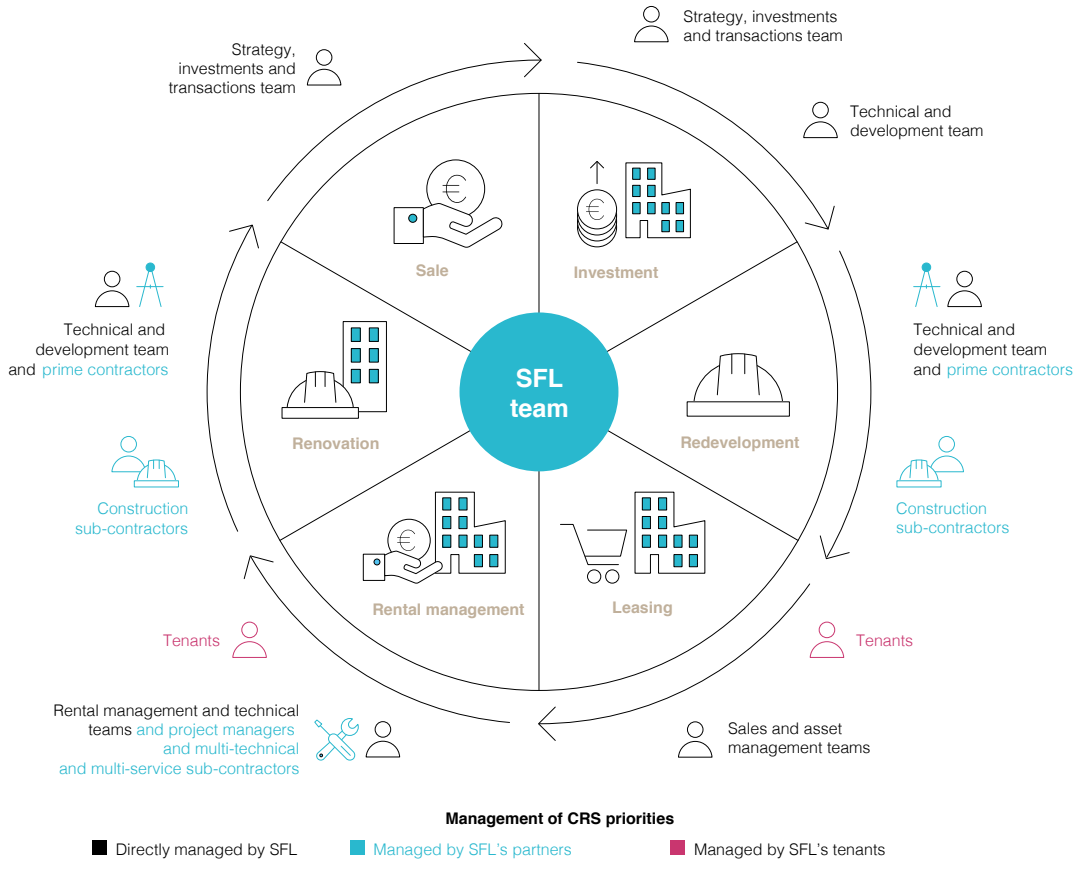 Strategy, investments
and transactions team
Strategy,
investments and
transactions team
Technical and
development team
€
Sale
€
Investment
Technical and
development team
and prime contractors
Technical and
development team
and prime contractors
SFL
team
Renovation
Redevelopment
Construction
sub-contractors
Construction
sub-contractors
€
Rental management
Leasing
Tenants
Tenants
Rental management and technical
teams and project managers
and multi-technical
and multi-service sub-contractors
Sales and asset
management teams
Management of CRS priorities
Directly managed by SFL
Managed by SFL's partners
Managed by SFL's tenants